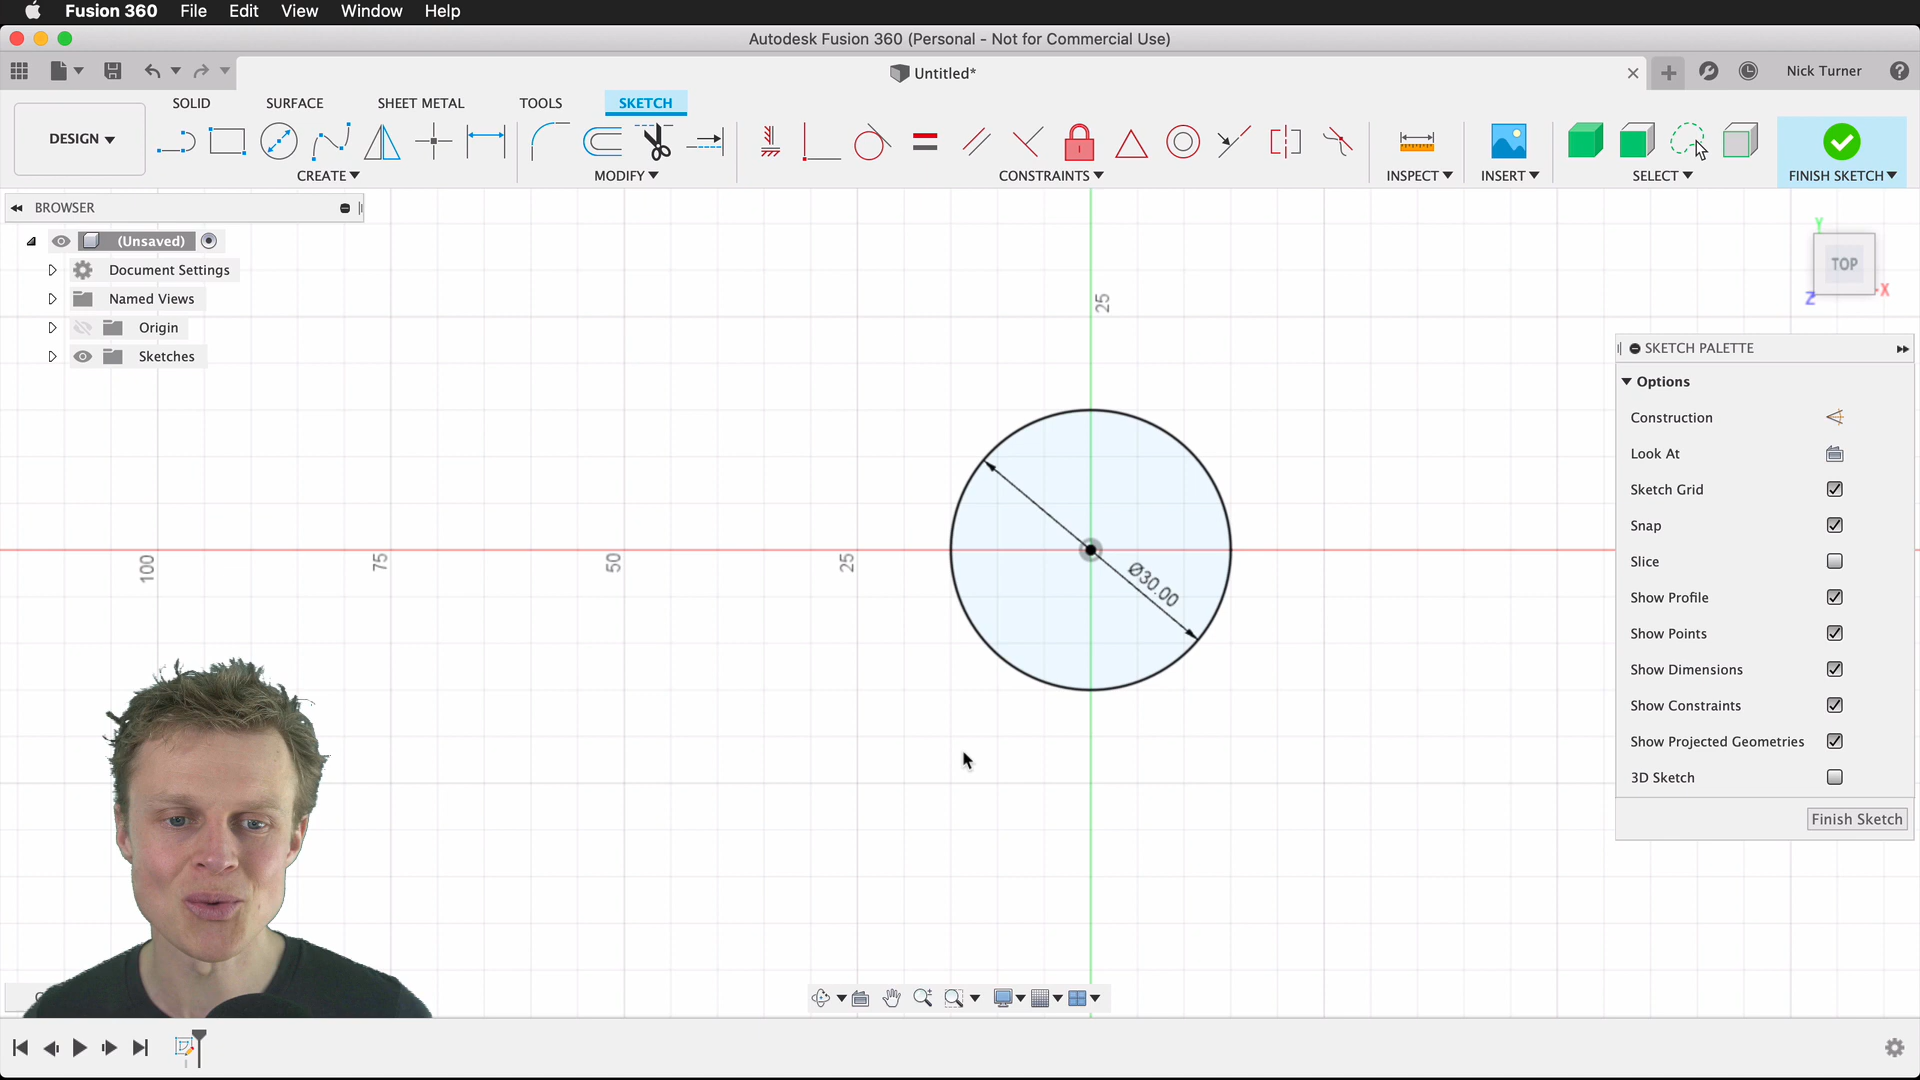 Fusion 360 File Edit View Window Help
Autodesk Fusion 360 (Personal - Not for Commercial Use)
Untitled*
Nick Turner
SOLID SURFACE SHEET METAL TOOLS SKETCH
DESIGN
CREATE MODIFY CONSTRAINTS INSPECT INSERT SELECT FINISH SKETCH
BROWSER
(Unsaved)
Document Settings
Named Views
Origin
Sketches
Y
TOP
X
Z
25
100
75
50
25
Ø30.00
SKETCH PALETTE
Options
Construction
Look At
Sketch Grid
Snap
Slice
Show Profile
Show Points
Show Dimensions
Show Constraints
Show Projected Geometries
3D Sketch
Finish Sketch